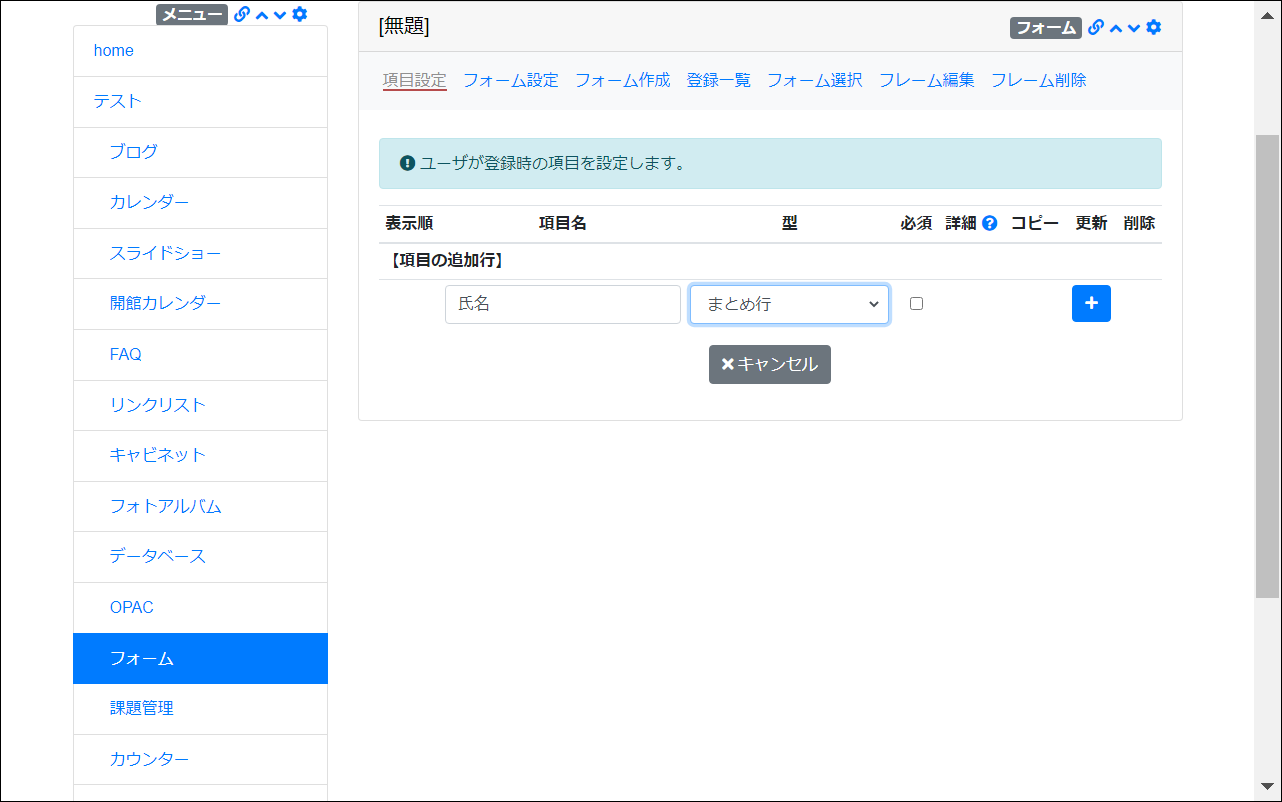 メニュー
home
テスト
ブログ
カレンダー
スライドショー
開館カレンダー
FAQ
リンクリスト
キャビネット
フォトアルバム
データベース
OPAC
フォーム
課題管理
カウンター
[無題]
フォーム
項目設定 フォーム設定 フォーム作成 登録一覧 フォーム選択 フレーム編集 フレーム削除
ユーザが登録時の項目を設定します。
表示順 項目名 型 必須 詳細 コピー 更新 削除
【項目の追加行】
氏名 まとめ行
キャンセル